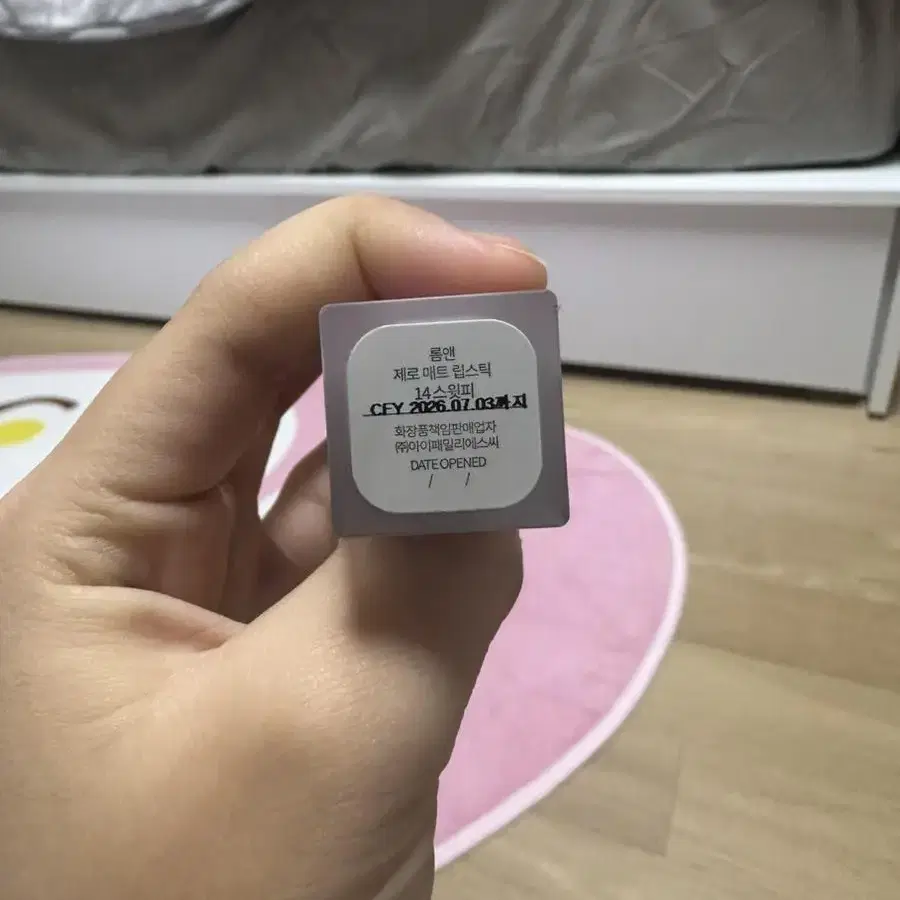 롬앤
제로 매트 립스틱
14 스윗피
CFY 2026.07.03까지
화장품책임판매업자
㈜아이패밀리에스씨
DATE OPENED
/ /